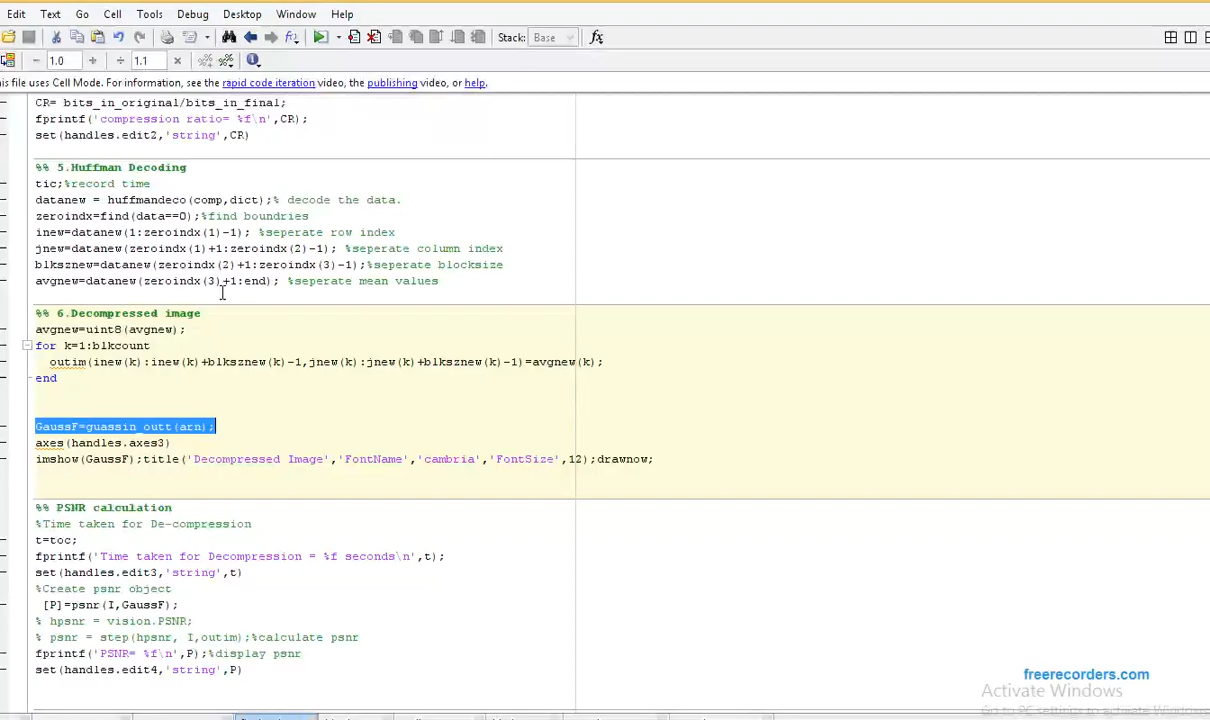 Edit Text Go Cell Tools Debug Desktop Window Help
Stack: Base fx
− 1.0 + ÷ 1.1 ×
his file uses Cell Mode. For information, see the rapid code iteration video, the publishing video, or help.
CR= bits_in_original/bits_in_final;
fprintf('compression ratio= %f\n',CR);
set(handles.edit2,'string',CR)
%% 5.Huffman Decoding
tic;%record time
datanew = huffmandeco(comp,dict);% decode the data.
zeroindx=find(data==0);%find boundries
inew=datanew(1:zeroindx(1)-1); %seperate row index
jnew=datanew(zeroindx(1)+1:zeroindx(2)-1); %seperate column index
blksznew=datanew(zeroindx(2)+1:zeroindx(3)-1);%seperate blocksize
avgnew=datanew(zeroindx(3)+1:end); %seperate mean values
%% 6.Decompressed image
avgnew=uint8(avgnew);
for k=1:blkcount
outim(inew(k):inew(k)+blksznew(k)-1,jnew(k):jnew(k)+blksznew(k)-1)=avgnew(k);
end
GaussF=guassin_outt(arn);
axes(handles.axes3)
imshow(GaussF);title('Decompressed Image','FontName','cambria','FontSize',12);drawnow;
%% PSNR calculation
%Time taken for De-compression
t=toc;
fprintf('Time taken for Decompression = %f seconds\n',t);
set(handles.edit3,'string',t)
%Create psnr object
[P]=psnr(I,GaussF);
% hpsnr = vision.PSNR;
% psnr = step(hpsnr, I,outim);%calculate psnr
fprintf('PSNR= %f\n',P);%display psnr
set(handles.edit4,'string',P)
freerecorders.com
Activate Windows
Go to PC settings to activate Windows